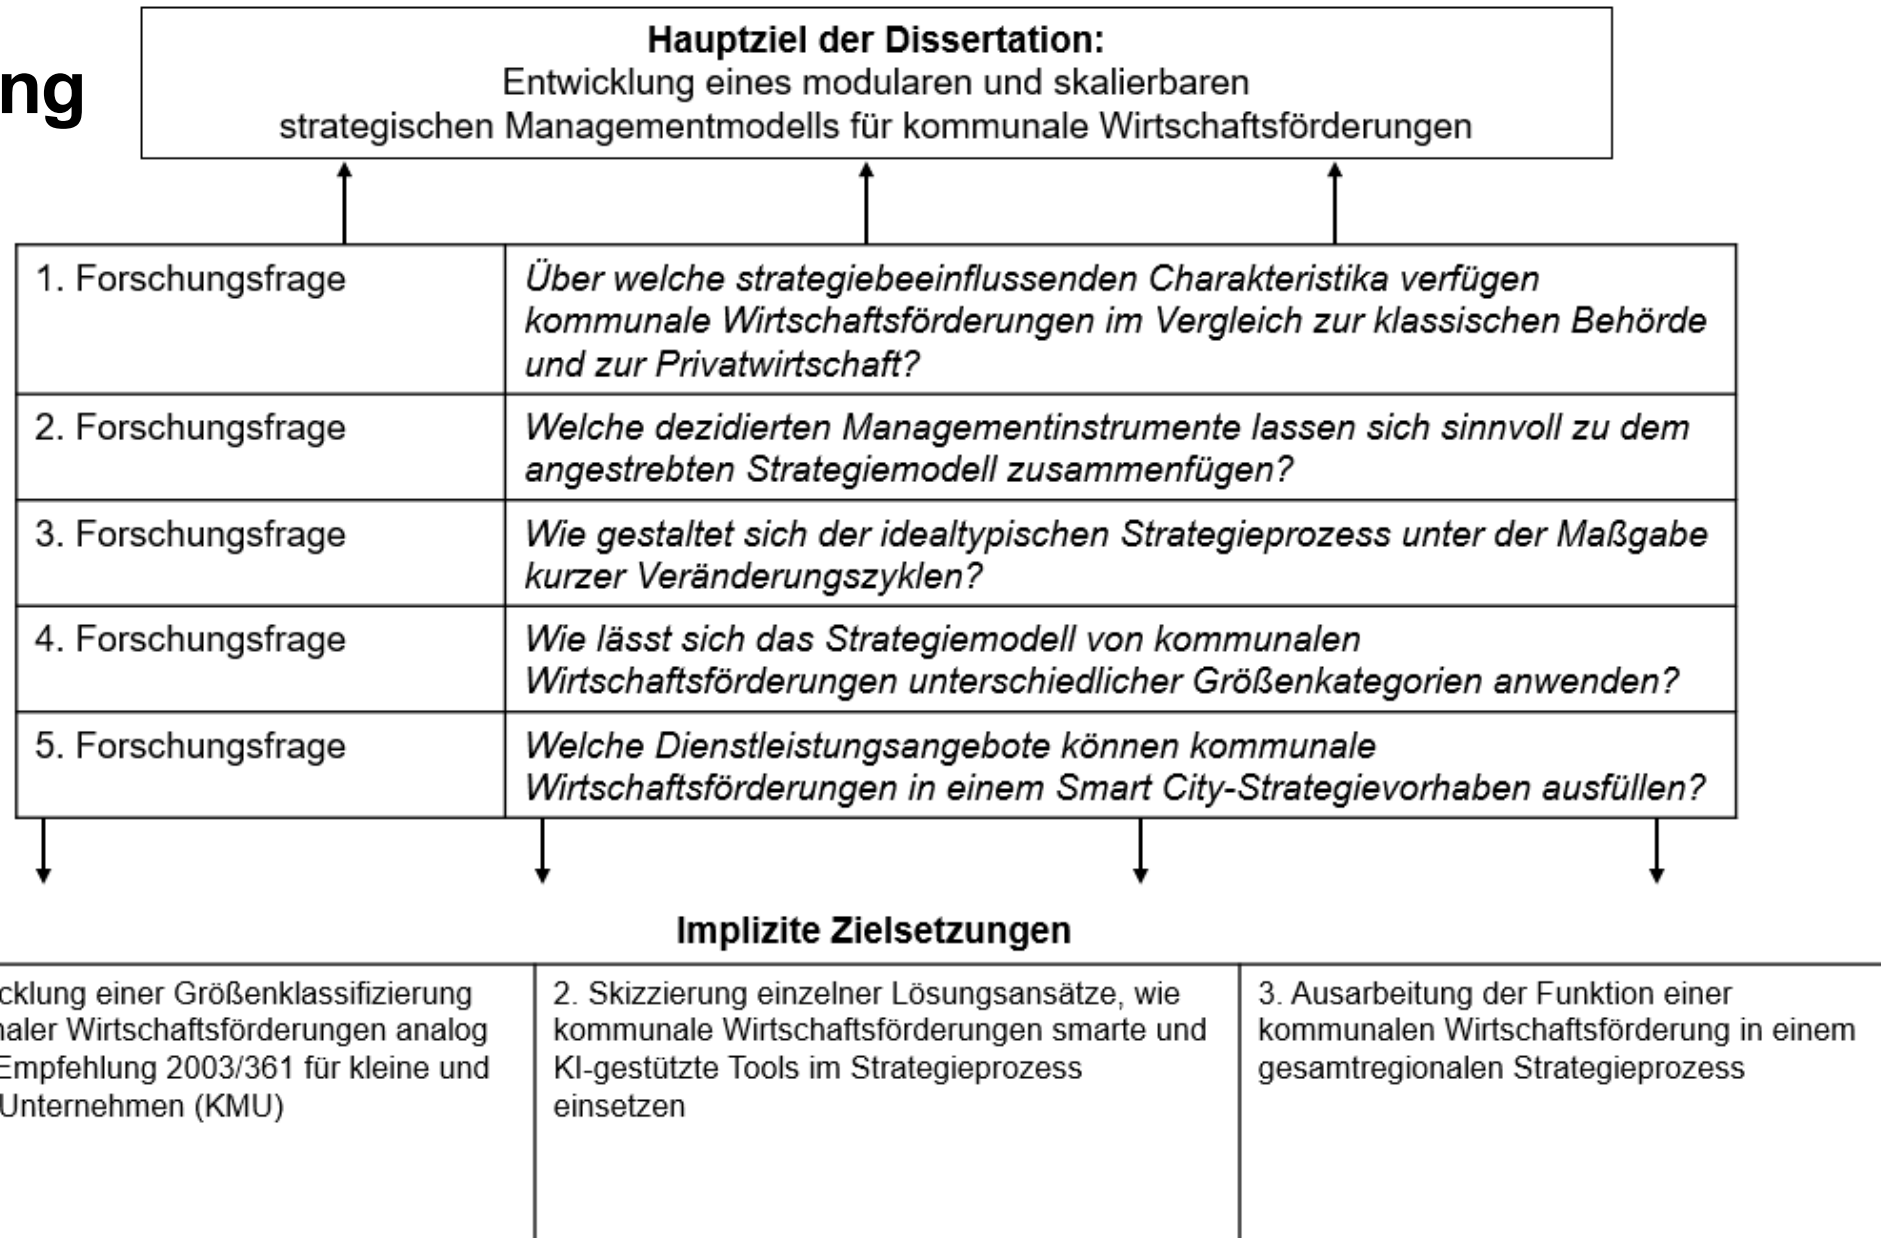 ng
Hauptziel der Dissertation:
Entwicklung eines modularen und skalierbaren
strategischen Managementmodells für kommunale Wirtschaftsförderungen
1. Forschungsfrage
Über welche strategiebeeinflussenden Charakteristika verfügen
kommunale Wirtschaftsförderungen im Vergleich zur klassischen Behörde
und zur Privatwirtschaft?
2. Forschungsfrage
Welche dezidierten Managementinstrumente lassen sich sinnvoll zu dem
angestrebten Strategiemodell zusammenfügen?
3. Forschungsfrage
Wie gestaltet sich der idealtypischen Strategieprozess unter der Maßgabe
kurzer Veränderungszyklen?
4. Forschungsfrage
Wie lässt sich das Strategiemodell von kommunalen
Wirtschaftsförderungen unterschiedlicher Größenkategorien anwenden?
5. Forschungsfrage
Welche Dienstleistungsangebote können kommunale
Wirtschaftsförderungen in einem Smart City-Strategievorhaben ausfüllen?
Implizite Zielsetzungen
cklung einer Größenklassifizierung
naler Wirtschaftsförderungen analog
Empfehlung 2003/361 für kleine und
Unternehmen (KMU)
2. Skizzierung einzelner Lösungsansätze, wie
kommunale Wirtschaftsförderungen smarte und
KI-gestützte Tools im Strategieprozess
einsetzen
3. Ausarbeitung der Funktion einer
kommunalen Wirtschaftsförderung in einem
gesamtregionalen Strategieprozess